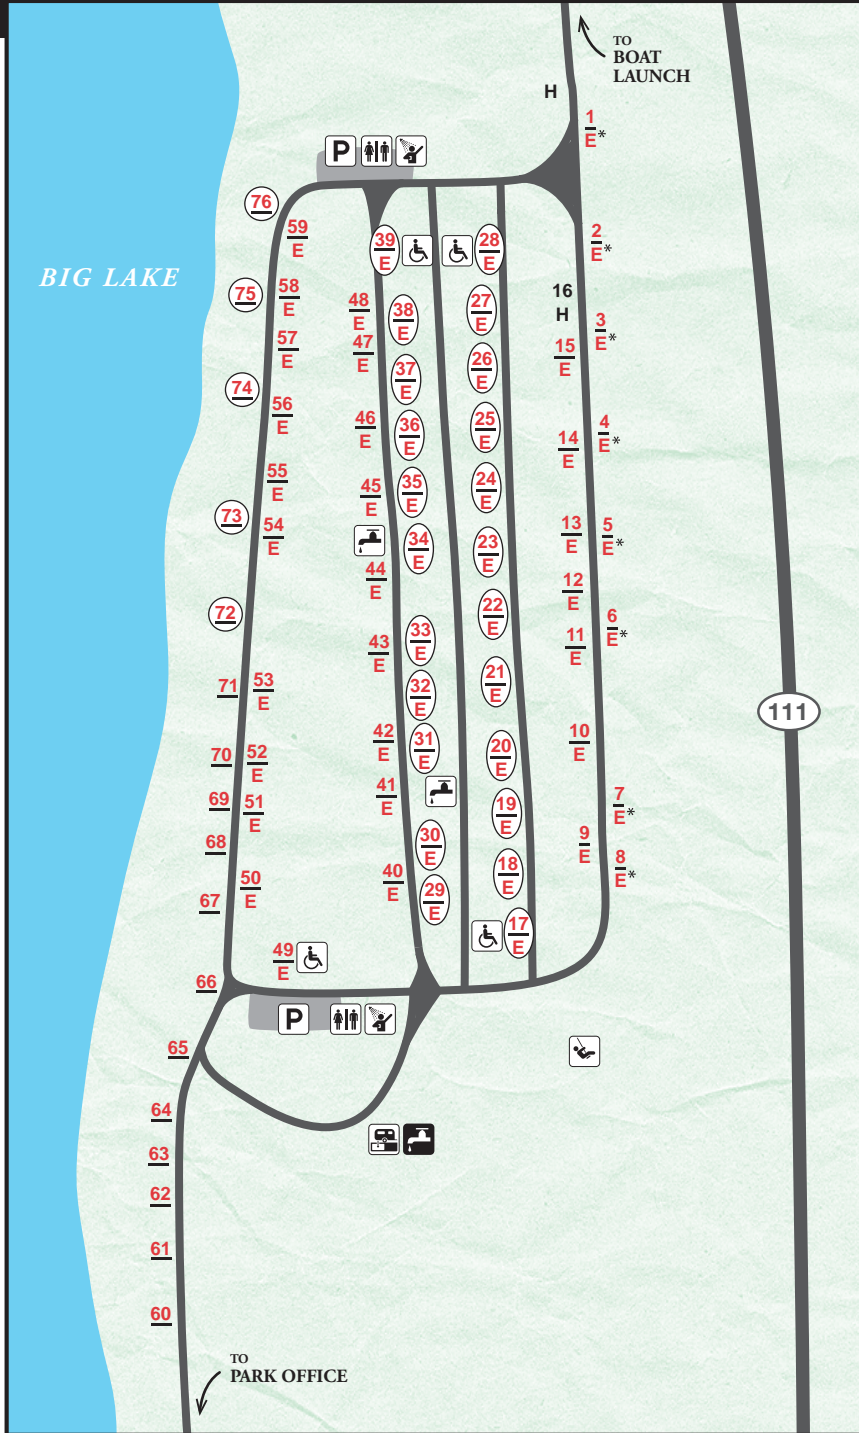 TO
BOAT
LAUNCH
H
1
E*
P
76
59
E
39
E
28
E
2
E*
BIG LAKE
75
58
E
48
E
38
E
27
E
16
H
3
E*
57
E
47
E
37
E
26
E
15
E
74
56
E
46
E
36
E
25
E
14
E
4
E*
55
E
45
E
35
E
24
E
73
54
E
34
E
23
E
13
E
5
E*
44
E
12
E
72
43
E
33
E
22
E
11
E
6
E*
71
53
E
32
E
21
E
111
70
52
E
42
E
31
E
20
E
10
E
69
51
E
41
E
19
E
7
E*
68
30
E
9
E
67
50
E
40
E
29
E
18
E
8
E*
49
E
17
E
66
P
65
64
63
62
61
60
TO
PARK OFFICE